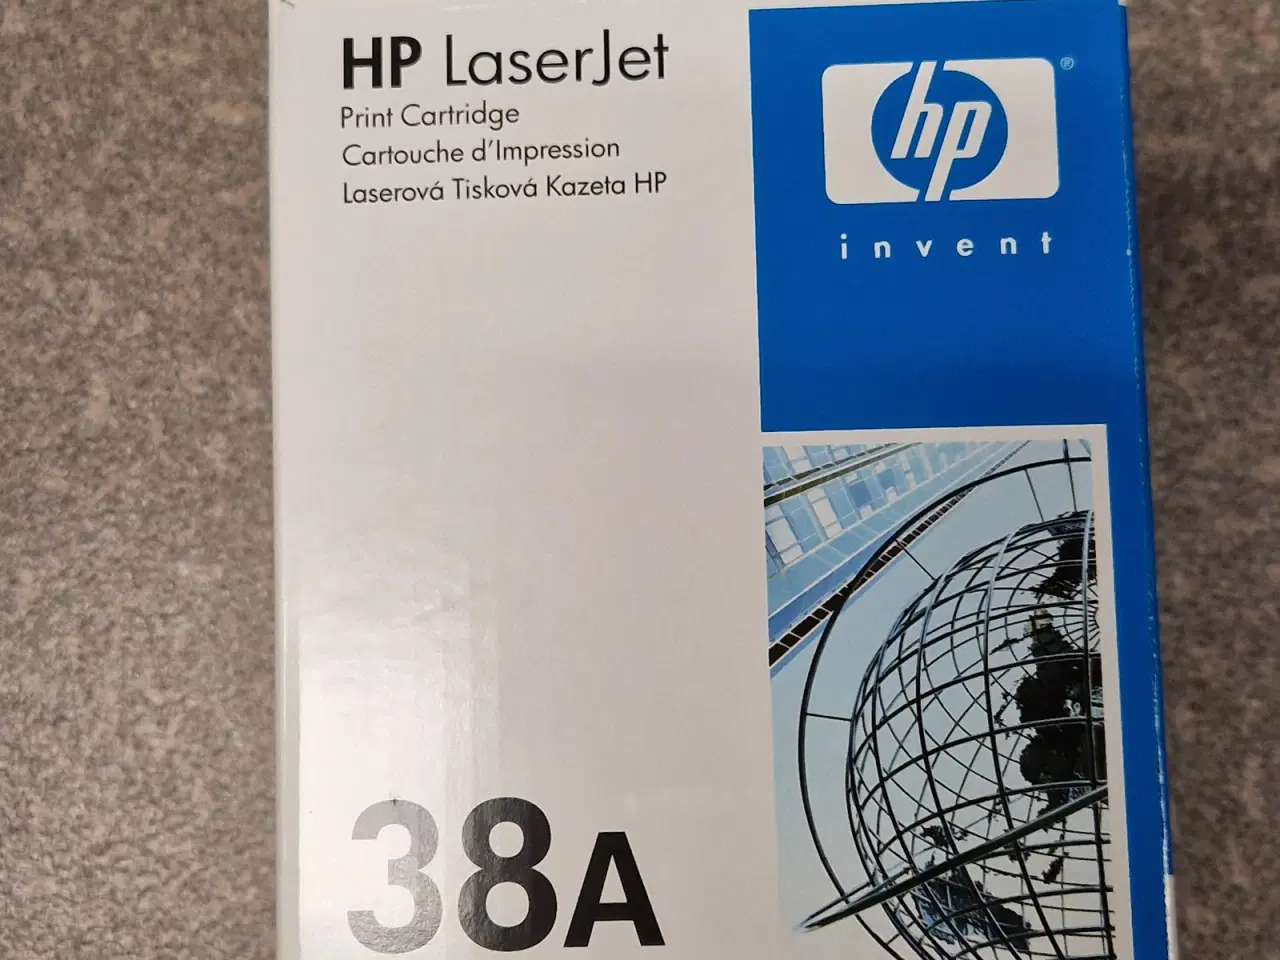 HP LaserJet
Print Cartridge
Cartouche d'Impression
Laserová Tisková Kazeta HP
hp®
invent
38A